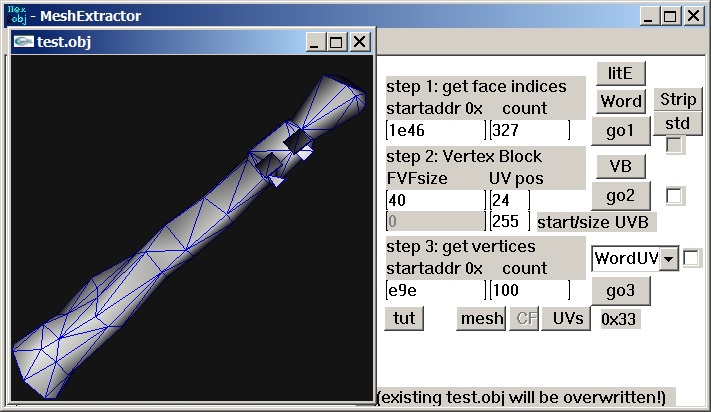 Hex
obj - MeshExtractor
test.obj
litE
step 1: get face indices
startaddr 0x count
Word
Strip
1e46 327
go1
std
step 2: Vertex Block
FVFsize UV pos
VB
40 24
go2
0 255 start/size UVB
step 3: get vertices
startaddr 0x count
WordUV
e9e 100
go3
tut mesh CF UVs 0x33
(existing test.obj will be overwritten!)